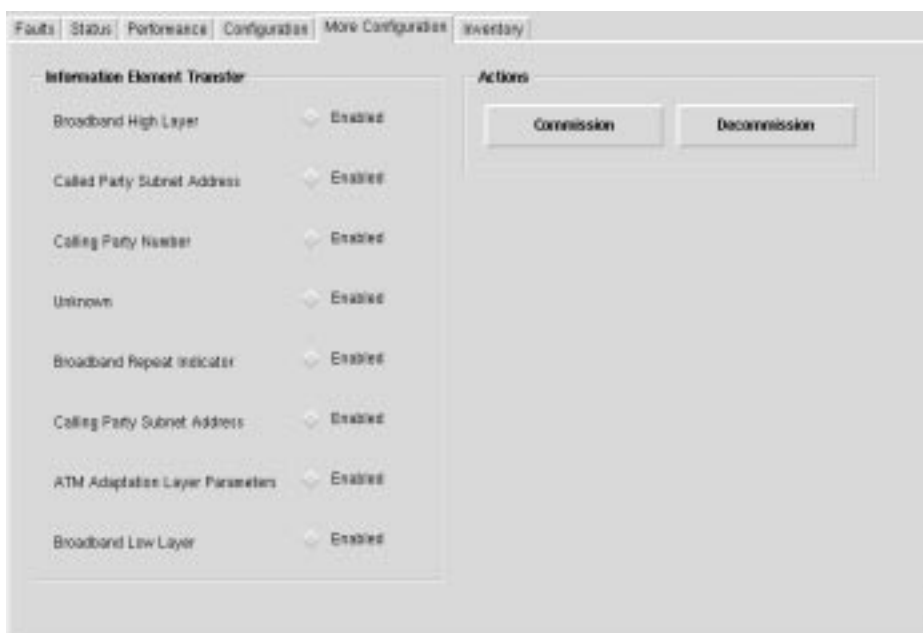 Faults Status Performance Configuration More Configuration Inventory
Information Element Transfer
Broadband High Layer Enabled
Called Party Subnet Address Enabled
Calling Party Number Enabled
Unknown Enabled
Broadband Repeat Indicator Enabled
Calling Party Subnet Address Enabled
ATM Adaptation Layer Parameters Enabled
Broadband Low Layer Enabled
Actions
Commission Decommission